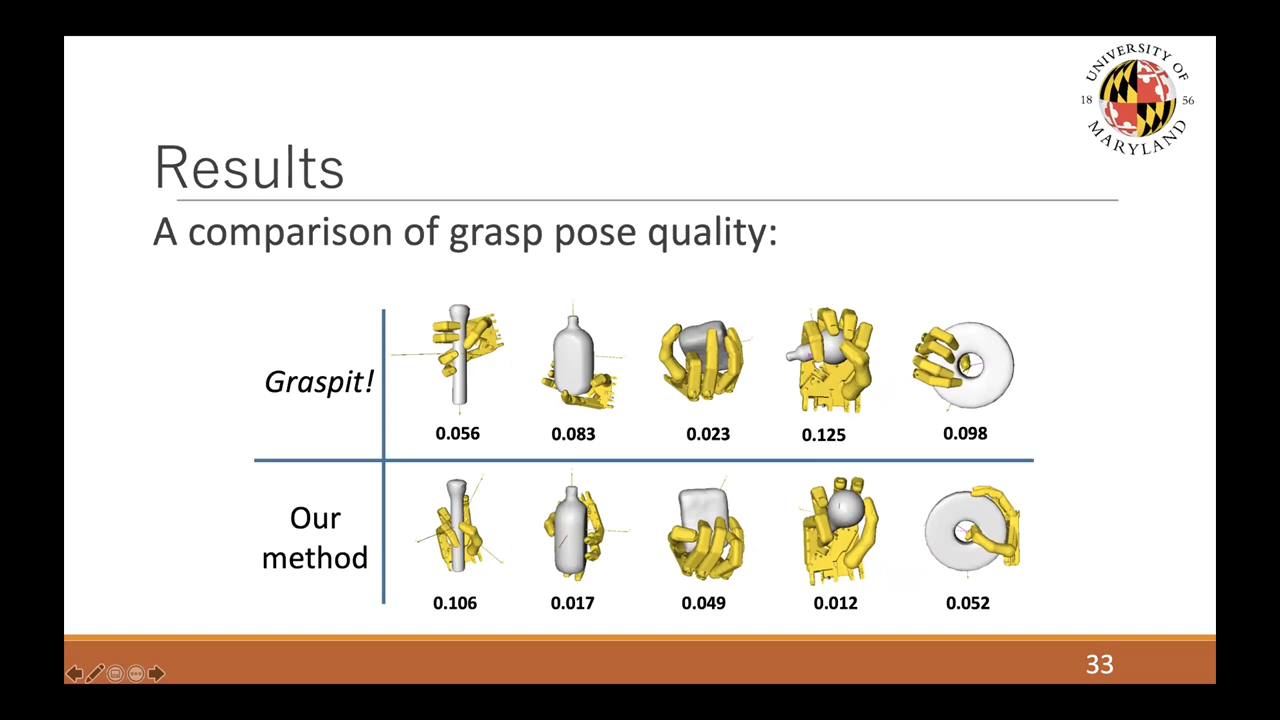 UNIVERSITY OF
18 56
MARYLAND
Results
A comparison of grasp pose quality:
Graspit!
0.056 0.083 0.023 0.125 0.098
Our
method
0.106 0.017 0.049 0.012 0.052
33